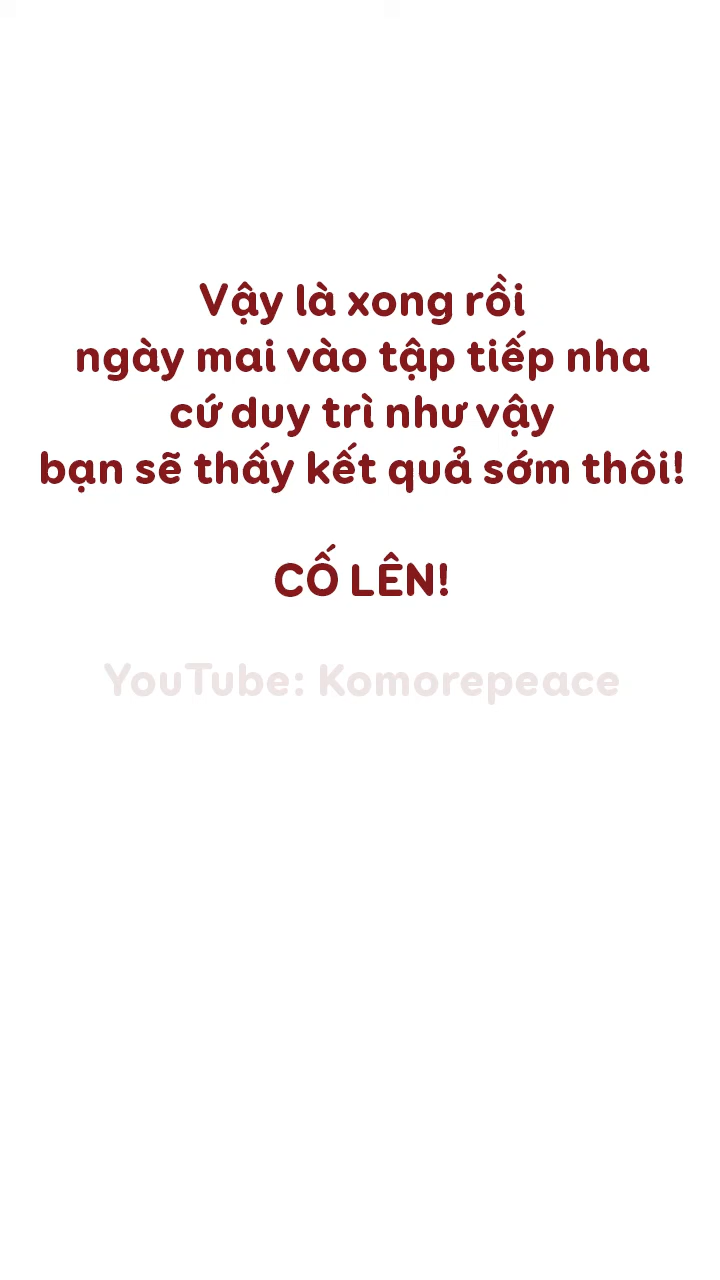 Vậy là xong rồi
ngày mai vào tập tiếp nha
cứ duy trì như vậy
bạn sẽ thấy kết quả sớm thôi!
CỐ LÊN!
YouTube: Komorepeace